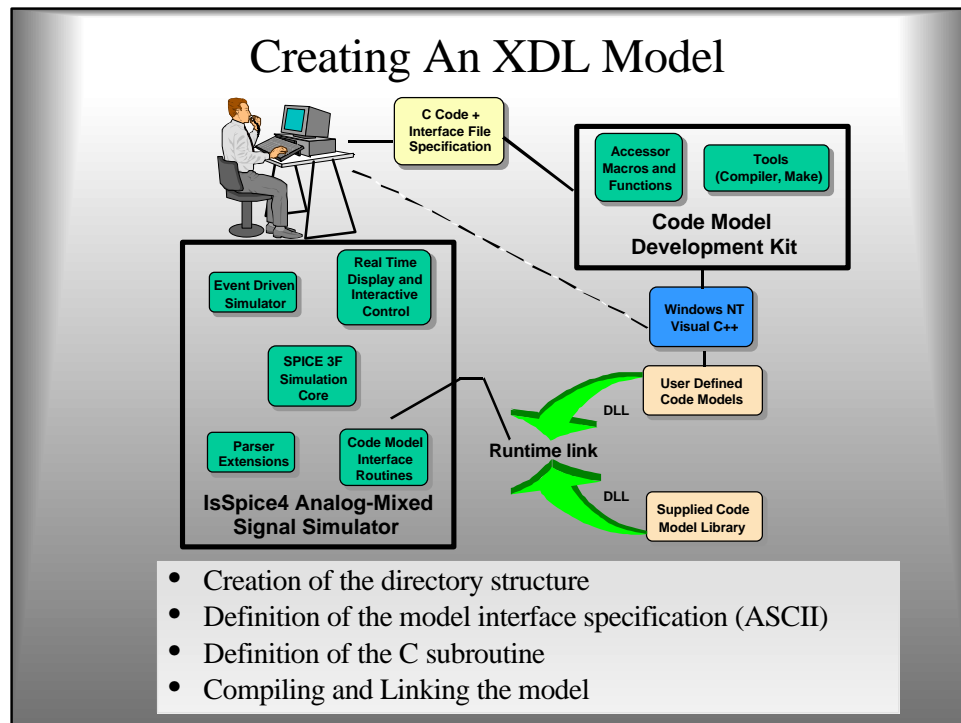 Creating An XDL Model
C Code +
Interface File
Specification
Accessor
Macros and
Functions
Tools
(Compiler, Make)
Code Model
Development Kit
Event Driven
Simulator
Real Time
Display and
Interactive
Control
SPICE 3F
Simulation
Core
Parser
Extensions
Code Model
Interface
Routines
IsSpice4 Analog-Mixed
Signal Simulator
Windows NT
Visual C++
User Defined
Code Models
DLL
Runtime link
DLL
Supplied Code
Model Library
• Creation of the directory structure
• Definition of the model interface specification (ASCII)
• Definition of the C subroutine
• Compiling and Linking the model